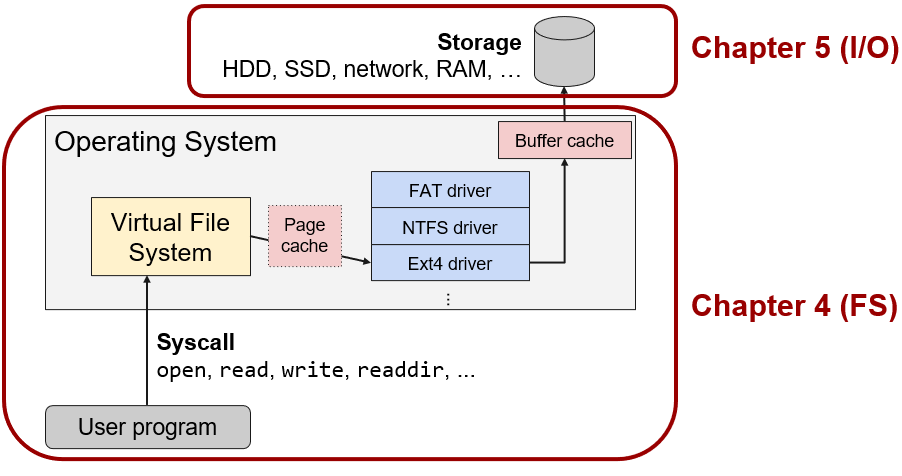 Storage
HDD, SSD, network, RAM, …
Chapter 5 (I/O)
Operating System
Buffer cache
FAT driver
NTFS driver
Ext4 driver
...
Virtual File
System
Page
cache
Chapter 4 (FS)
Syscall
open, read, write, readdir, …
User program